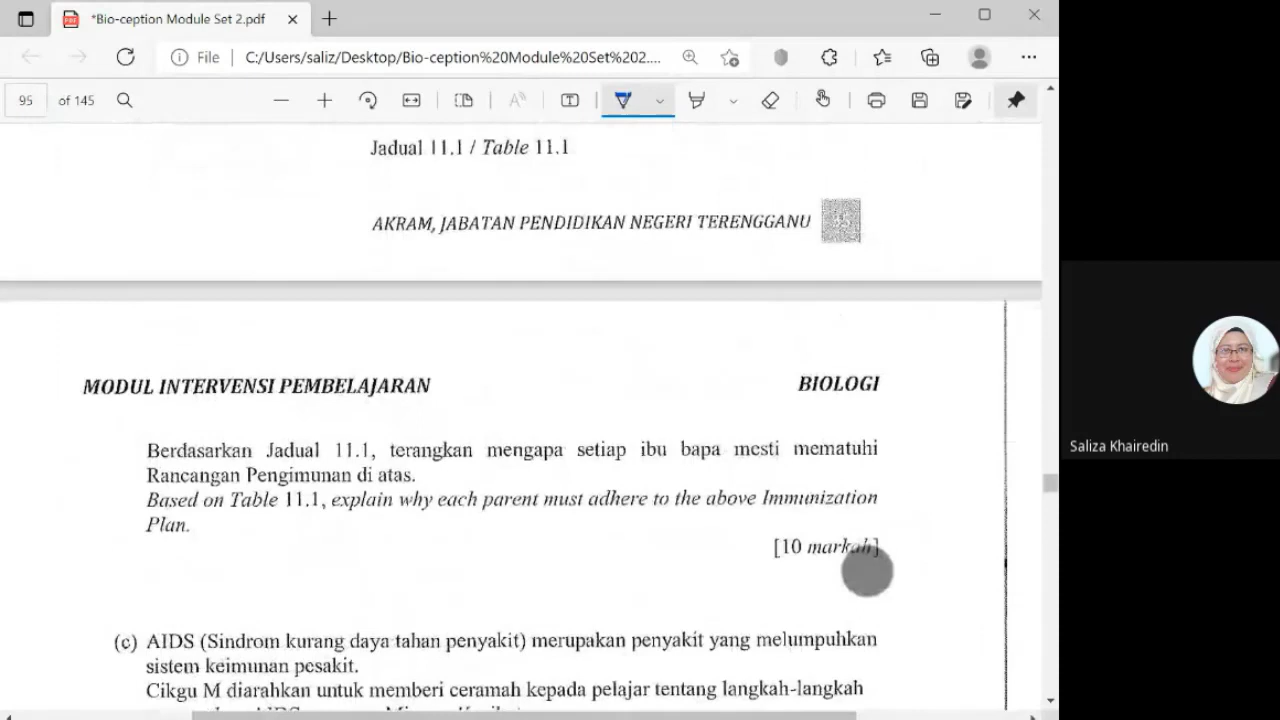 *Bio-ception Module Set 2.pdf
File C:/Users/saliz/Desktop/Bio-ception%20Module%20Set%202....
95 of 145
Jadual 11.1 / Table 11.1
AKRAM, JABATAN PENDIDIKAN NEGERI TERENGGANU
MODUL INTERVENSI PEMBELAJARAN BIOLOGI
Berdasarkan Jadual 11.1, terangkan mengapa setiap ibu bapa mesti mematuhi
Rancangan Pengimunan di atas.
Based on Table 11.1, explain why each parent must adhere to the above Immunization
Plan.
[10 markah]
(c) AIDS (Sindrom kurang daya tahan penyakit) merupakan penyakit yang melumpuhkan
sistem keimunan pesakit.
Cikgu M diarahkan untuk memberi ceramah kepada pelajar tentang langkah-langkah
Saliza Khairedin